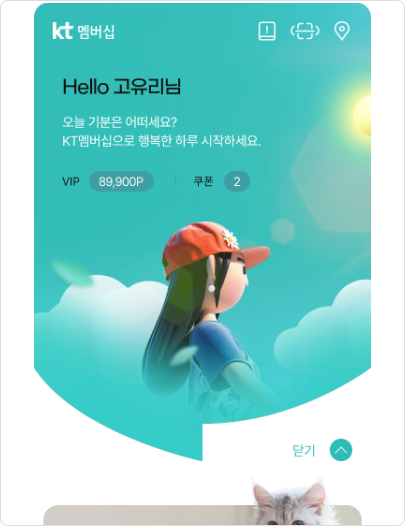 kt 멤버십
Hello 고유리님
오늘 기분은 어떠세요?
KT멤버십으로 행복한 하루 시작하세요.
VIP 89,900P 쿠폰 2
닫기